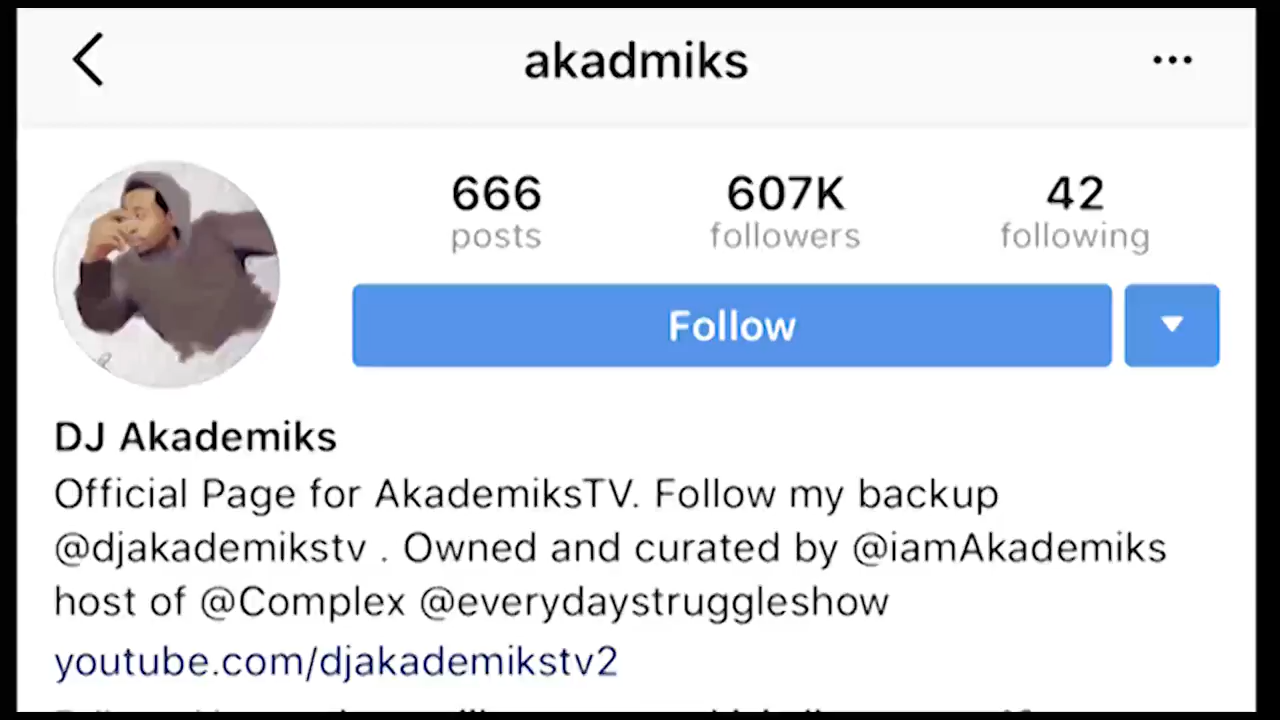 akadmiks
666 607K 42
posts followers following
Follow
DJ Akademiks
Official Page for AkademiksTV. Follow my backup
@djakademikstv . Owned and curated by @iamAkademiks
host of @Complex @everydaystruggleshow
youtube.com/djakademikstv2